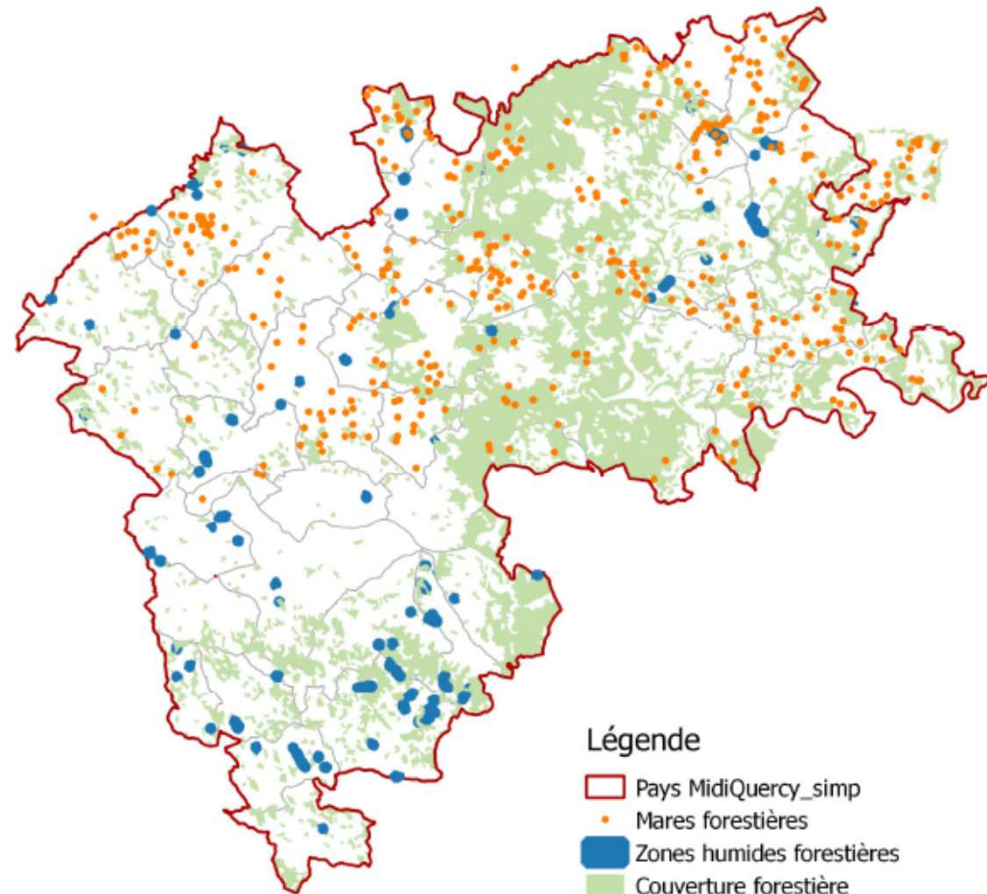 Légende
Pays MidiQuercy_simp
Mares forestières
Zones humides forestières
Couverture forestière